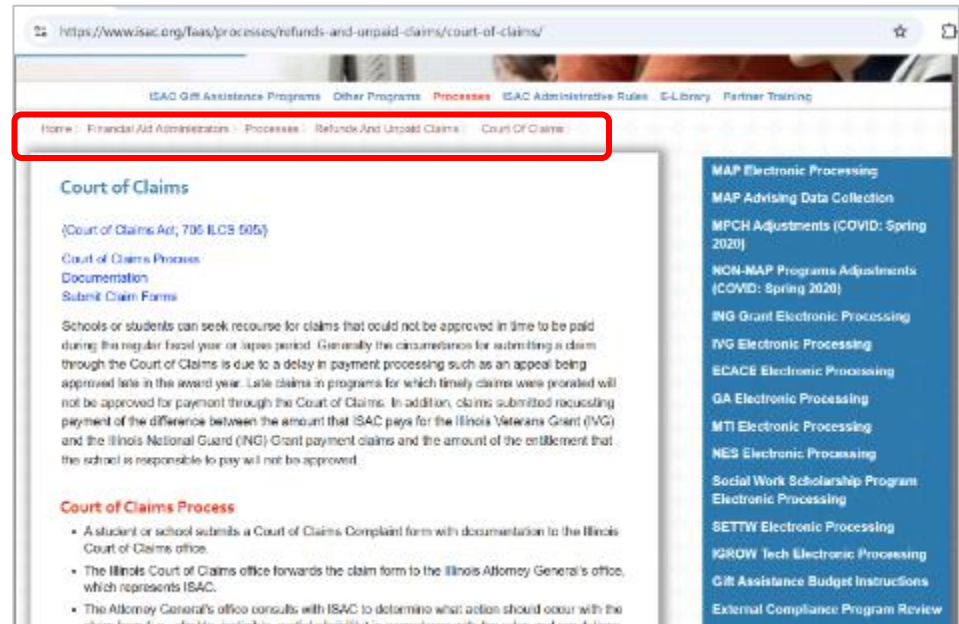 https://www.isac.org/faas/processes/refunds-and-unpaid-claims/court-of-claims/
ISAC Gift Assistance Programs Other Programs Processes ISAC Administrative Rules E-Library Partner Training
Home Financial Aid Administrators Processes Refunds And Unpaid Claims Court Of Claims
Court of Claims
(Court of Claims Act; 705 ILCS 505/)
Court of Claims Process
Documentation
Submit Claim Forms
Schools or students can seek recourse for claims that could not be approved in time to be paid
during the regular fiscal year or lapse period. Generally the circumstance for submitting a claim
through the Court of Claims is due to a delay in payment processing such as an appeal being
approved late in the award year. Late claims in programs for which timely claims were prorated will
not be approved for payment through the Court of Claims. In addition, claims submitted requesting
payment of the difference between the amount that ISAC pays for the Illinois Veterans Grant (IVG)
and the Illinois National Guard (ING) Grant payment claims and the amount of the entitlement that
the school is responsible to pay will not be approved.
Court of Claims Process
• A student or school submits a Court of Claims Complaint form with documentation to the Illinois
Court of Claims office.
• The Illinois Court of Claims office forwards the claim form to the Illinois Attorney General's office,
which represents ISAC.
• The Attorney General's office consults with ISAC to determine what action should occur with the
MAP Electronic Processing
MAP Advising Data Collection
MPCH Adjustments (COVID: Spring
2020)
NON-MAP Programs Adjustments
(COVID: Spring 2020)
ING Grant Electronic Processing
IVG Electronic Processing
ECACE Electronic Processing
GA Electronic Processing
MTI Electronic Processing
NES Electronic Processing
Social Work Scholarship Program
Electronic Processing
SETTW Electronic Processing
IGROW Tech Electronic Processing
Gift Assistance Budget Instructions
External Compliance Program Review